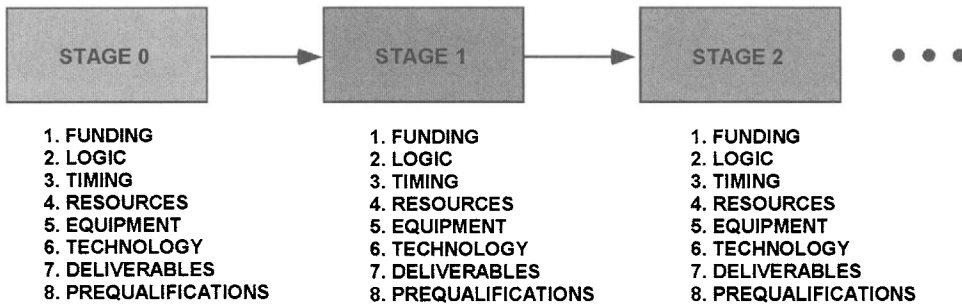 STAGE 0
STAGE 1
STAGE 2
1. FUNDING
2. LOGIC
3. TIMING
4. RESOURCES
5. EQUIPMENT
6. TECHNOLOGY
7. DELIVERABLES
8. PREQUALIFICATIONS
1. FUNDING
2. LOGIC
3. TIMING
4. RESOURCES
5. EQUIPMENT
6. TECHNOLOGY
7. DELIVERABLES
8. PREQUALIFICATIONS
1. FUNDING
2. LOGIC
3. TIMING
4. RESOURCES
5. EQUIPMENT
6. TECHNOLOGY
7. DELIVERABLES
8. PREQUALIFICATIONS